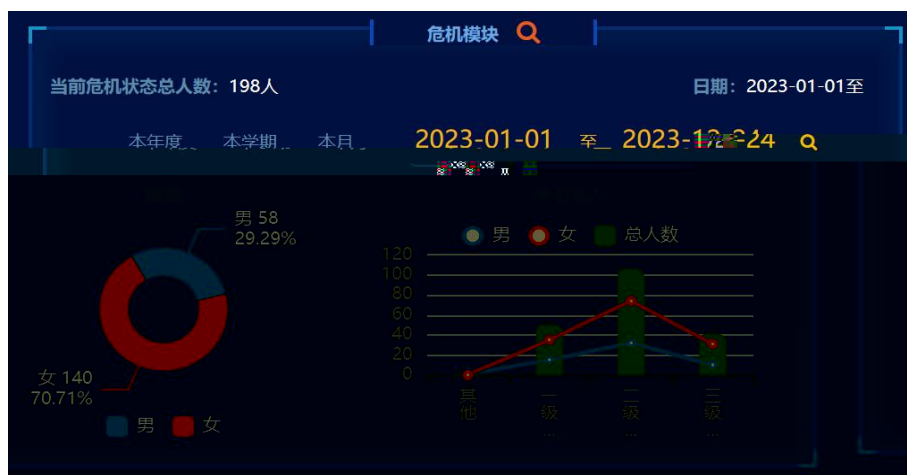 危机模块
当前危机状态总人数：198人 日期：2023-01-01至
本年度 本学期 本月 2023-01-01 至 2023-12-24
男 58
29.29%
女 140
70.71%
男 女
男 女 总人数
120
100
80
60
40
20
0
其他 一级... 二级... 三级...